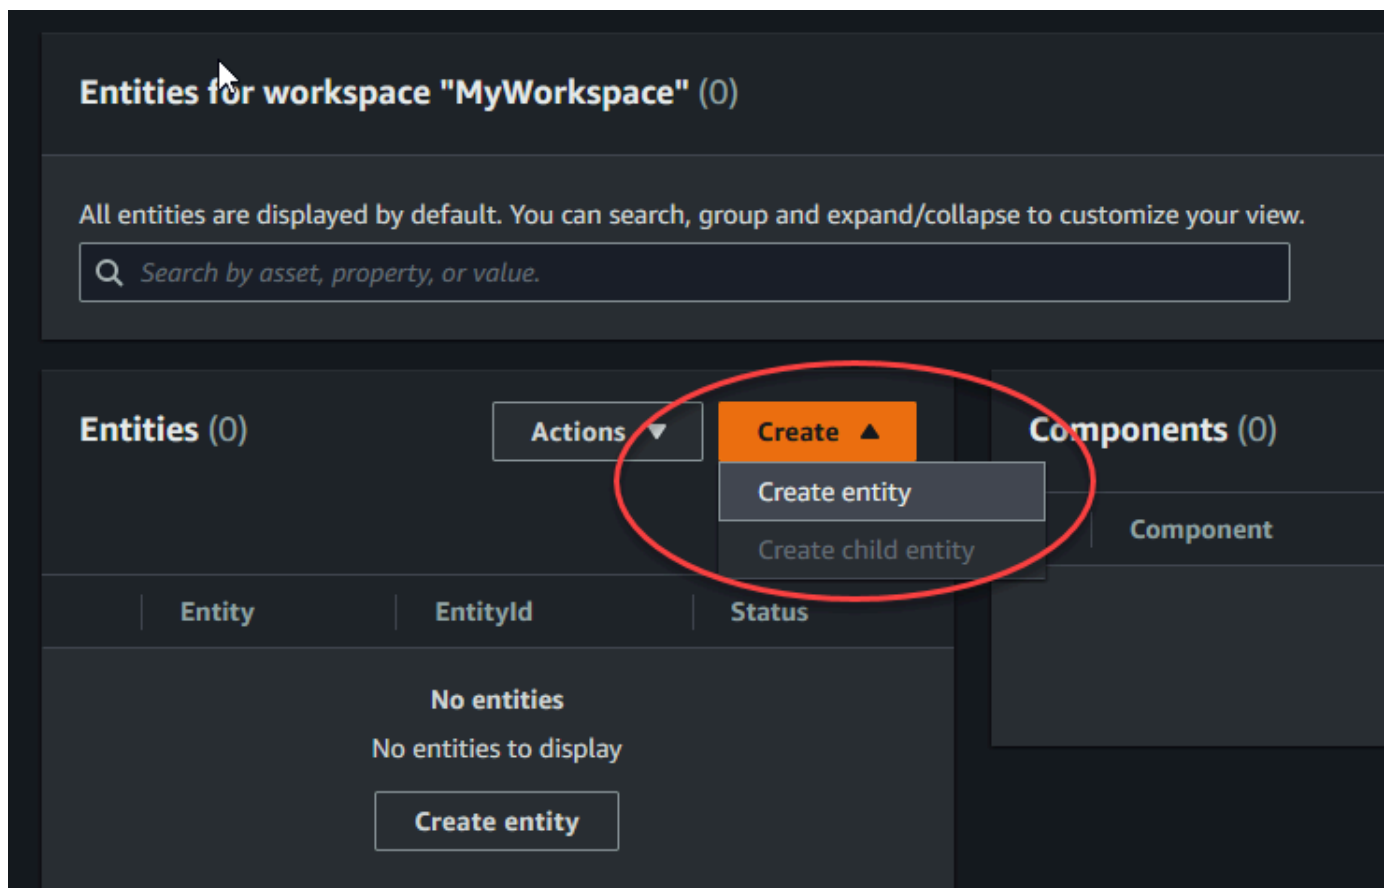 Entities for workspace "MyWorkspace" (0)
All entities are displayed by default. You can search, group and expand/collapse to customize your view.
Search by asset, property, or value.
Entities (0)
Actions
Create
Create entity
Create child entity
Components (0)
Component
Entity
EntityId
Status
No entities
No entities to display
Create entity